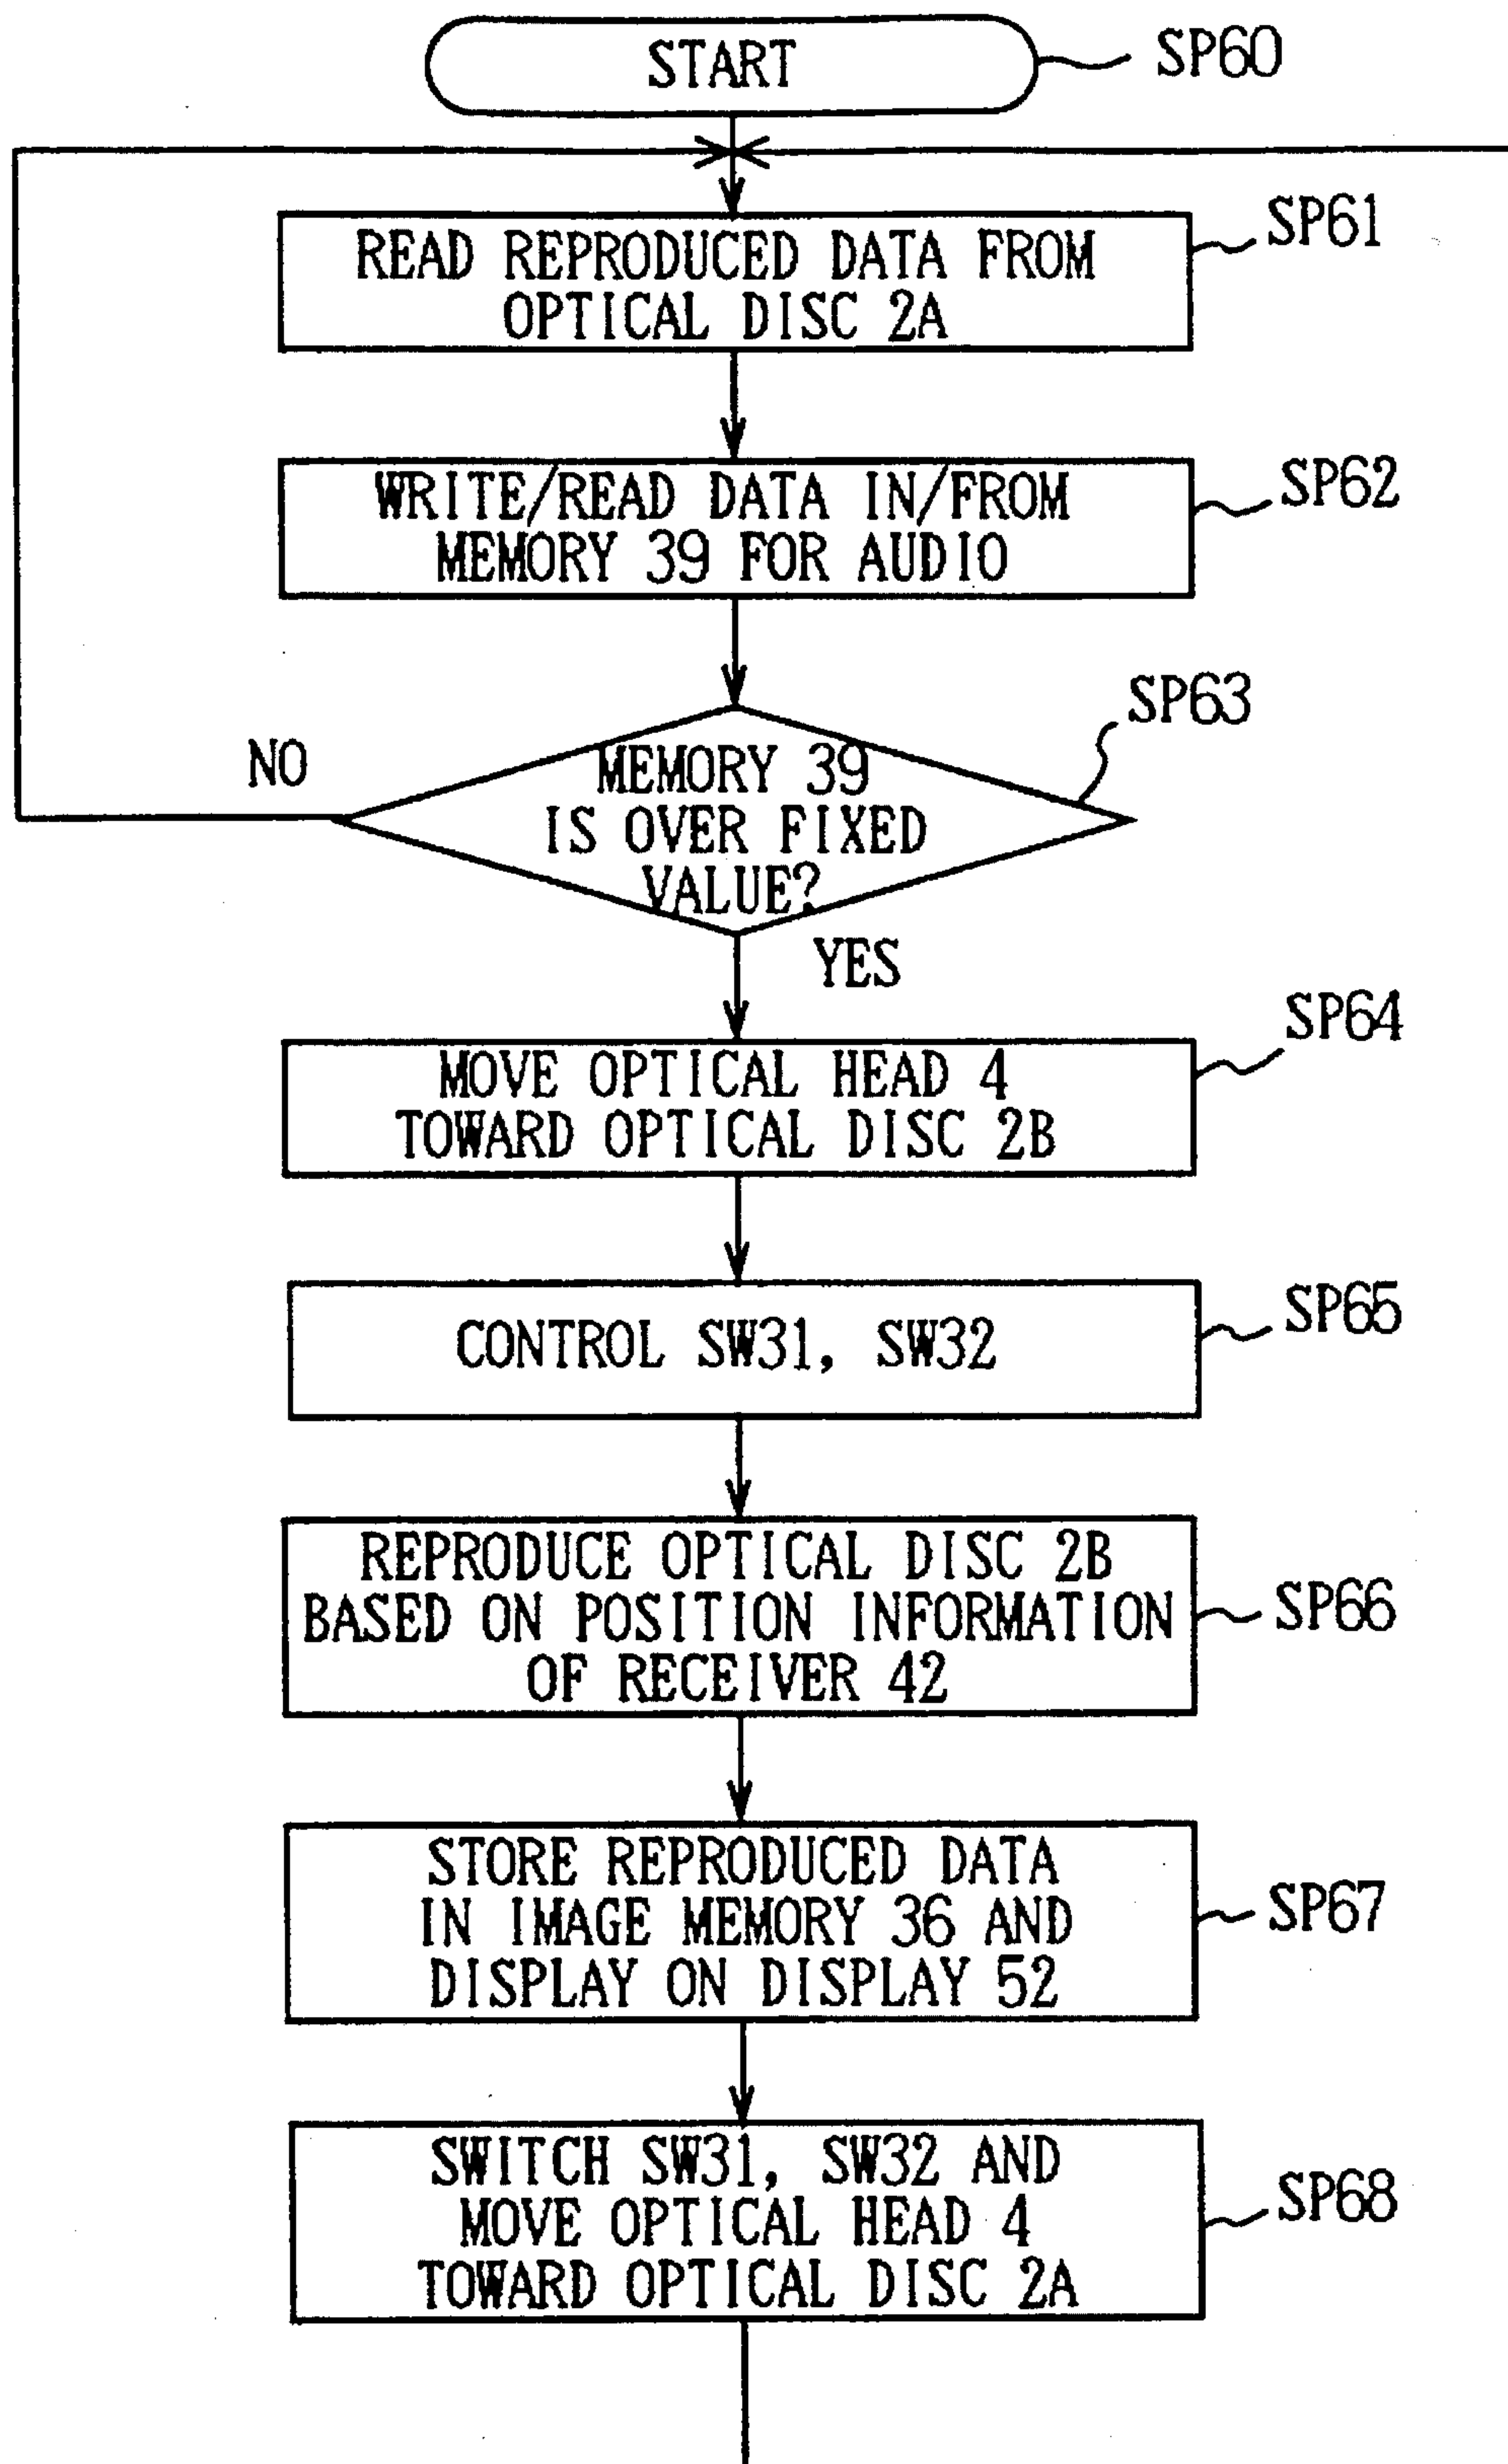 START
SP60
SP61
READ REPRODUCED DATA FROM
OPTICAL DISC 2A
SP62
WRITE/READ DATA IN/FROM
MEMORY 39 FOR AUDIO
SP63
NO
MEMORY 39
IS OVER FIXED
VALUE?
YES
SP64
MOVE OPTICAL HEAD 4
TOWARD OPTICAL DISC 2B
SP65
CONTROL SW31, SW32
REPRODUCE OPTICAL DISC 2B
BASED ON POSITION INFORMATION
OF RECEIVER 42
SP66
STORE REPRODUCED DATA
IN IMAGE MEMORY 36 AND
DISPLAY ON DISPLAY 52
SP67
SWITCH SW31, SW32 AND
MOVE OPTICAL HEAD 4
TOWARD OPTICAL DISC 2A
SP68